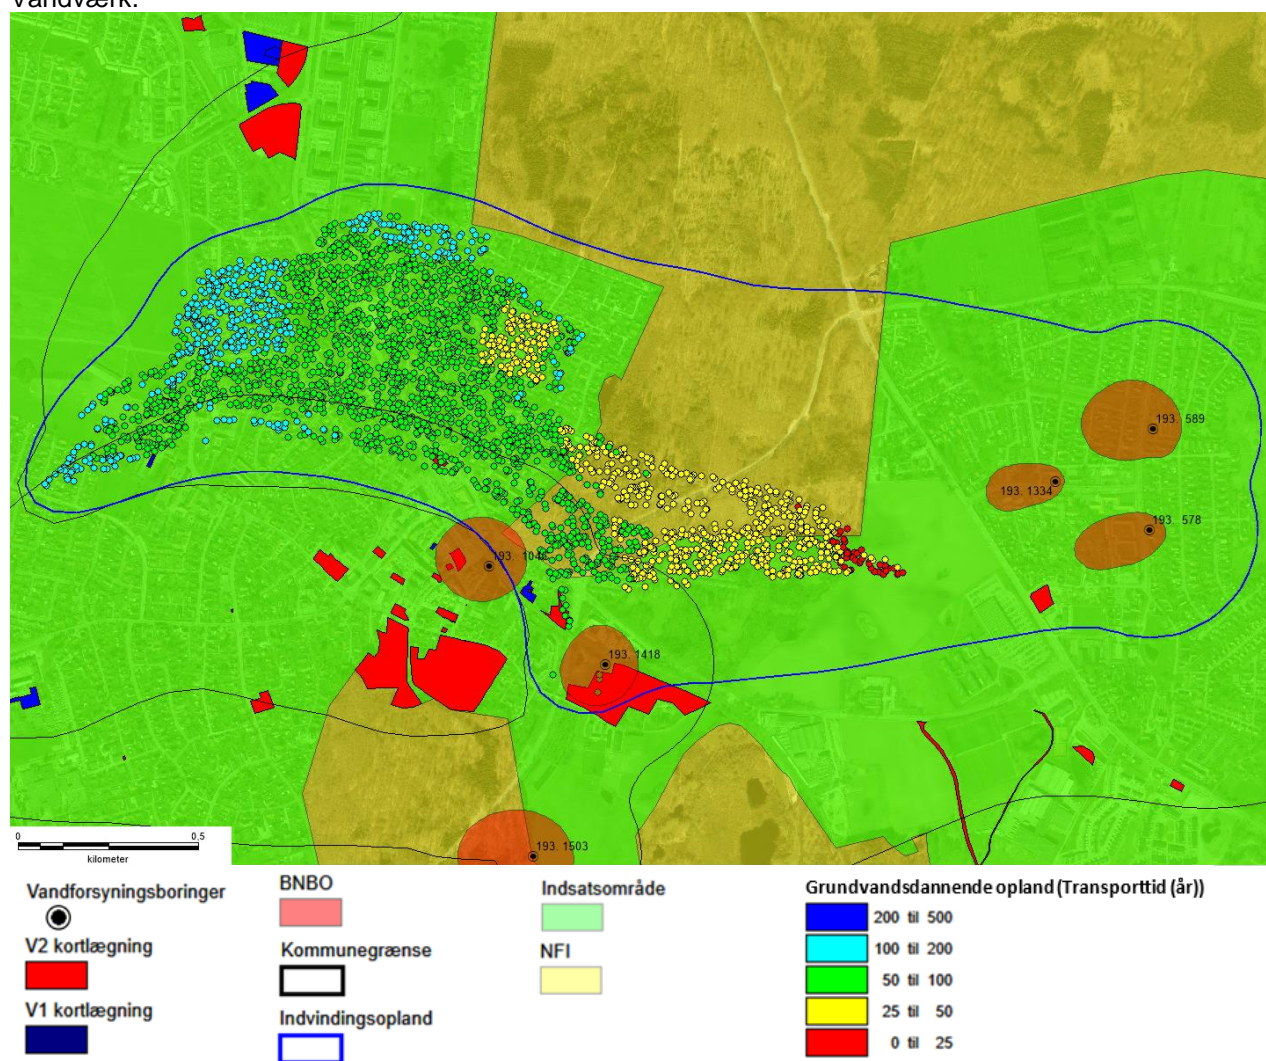 Vandværk.
193. 589
193. 1334
193. 578
193. 104
193. 1418
193. 1503
0 0,5
kilometer
Vandforsyningsboringer
V2 kortlægning
V1 kortlægning
BNBO
Kommunegrænse
Indvindingsopland
Indsatsområde
NFI
Grundvandsdannende opland (Transporttid (år))
200 til 500
100 til 200
50 til 100
25 til 50
0 til 25